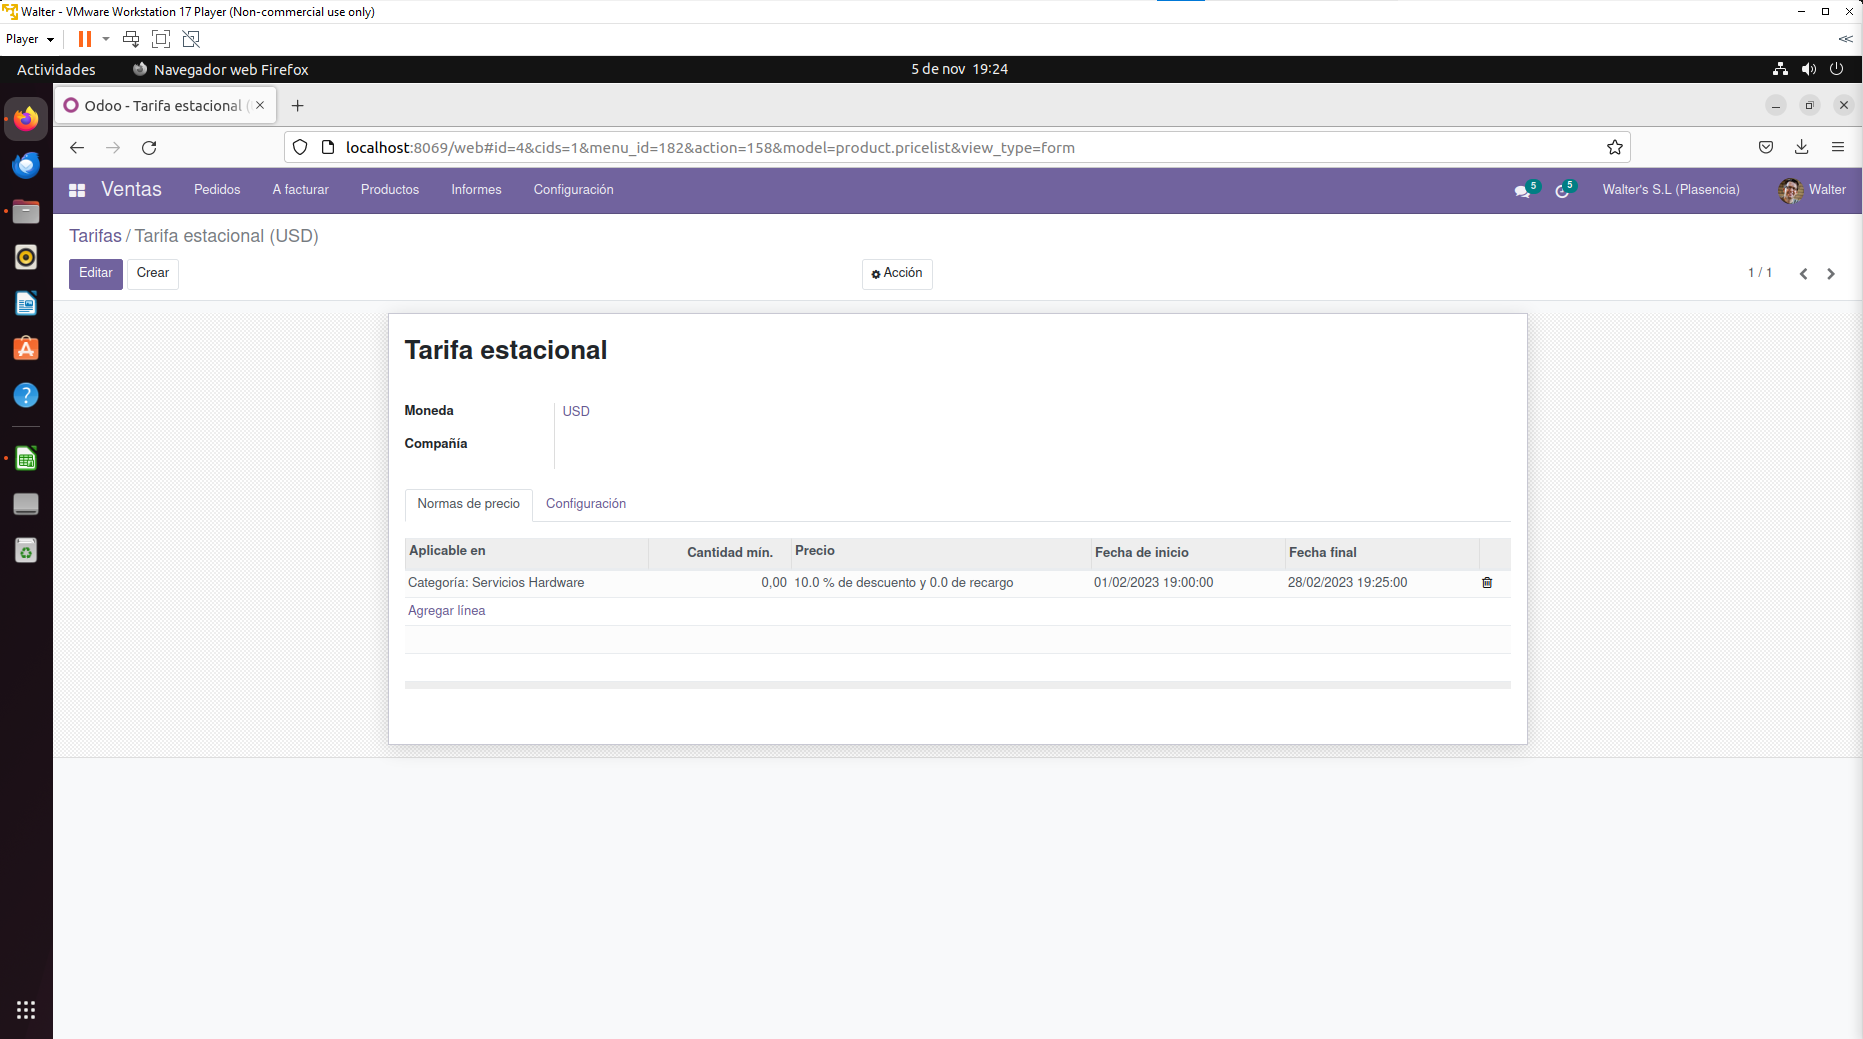 Walter - VMware Workstation 17 Player (Non-commercial use only)
Player
Actividades Navegador web Firefox 5 de nov 19:24
Odoo - Tarifa estacional (
localhost:8069/web#id=4&cids=1&menu_id=182&action=158&model=product.pricelist&view_type=form
Ventas Pedidos A facturar Productos Informes Configuración 5 5 Walter's S.L (Plasencia) Walter
Tarifas / Tarifa estacional (USD)
Editar Crear Acción 1 / 1
Tarifa estacional
Moneda USD
Compañía
Normas de precio Configuración
Aplicable en Cantidad mín. Precio Fecha de inicio Fecha final
Categoría: Servicios Hardware 0,00 10.0 % de descuento y 0.0 de recargo 01/02/2023 19:00:00 28/02/2023 19:25:00
Agregar línea